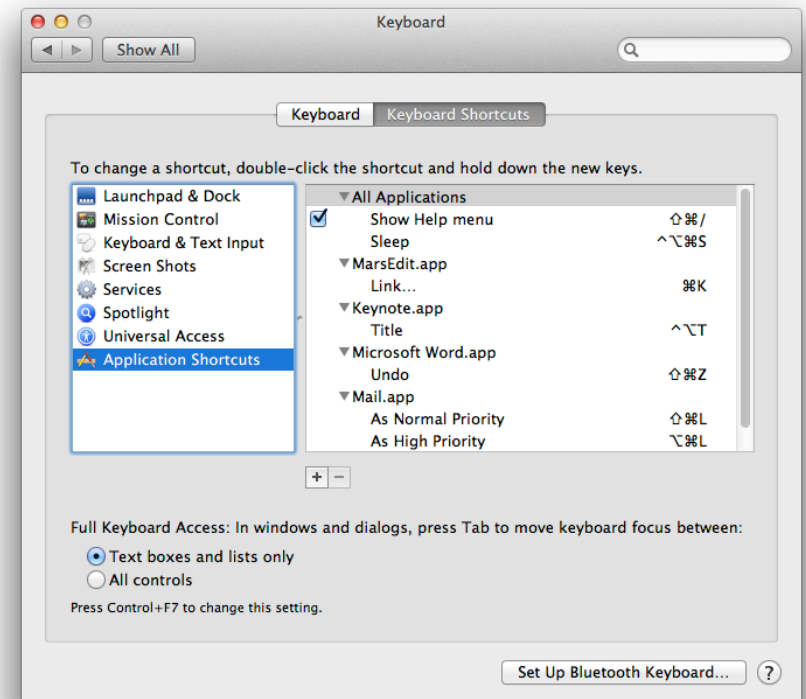 Keyboard
Show All
Keyboard Keyboard Shortcuts
To change a shortcut, double-click the shortcut and hold down the new keys.
Launchpad & Dock
Mission Control
Keyboard & Text Input
Screen Shots
Services
Spotlight
Universal Access
Application Shortcuts
All Applications
Show Help menu ⇧⌘/
Sleep ^⌥⌘S
MarsEdit.app
Link... ⌘K
Keynote.app
Title ^⌥T
Microsoft Word.app
Undo ⇧⌘Z
Mail.app
As Normal Priority ⇧⌘L
As High Priority ⌥⌘L
+ −
Full Keyboard Access: In windows and dialogs, press Tab to move keyboard focus between:
Text boxes and lists only
All controls
Press Control+F7 to change this setting.
Set Up Bluetooth Keyboard... ?